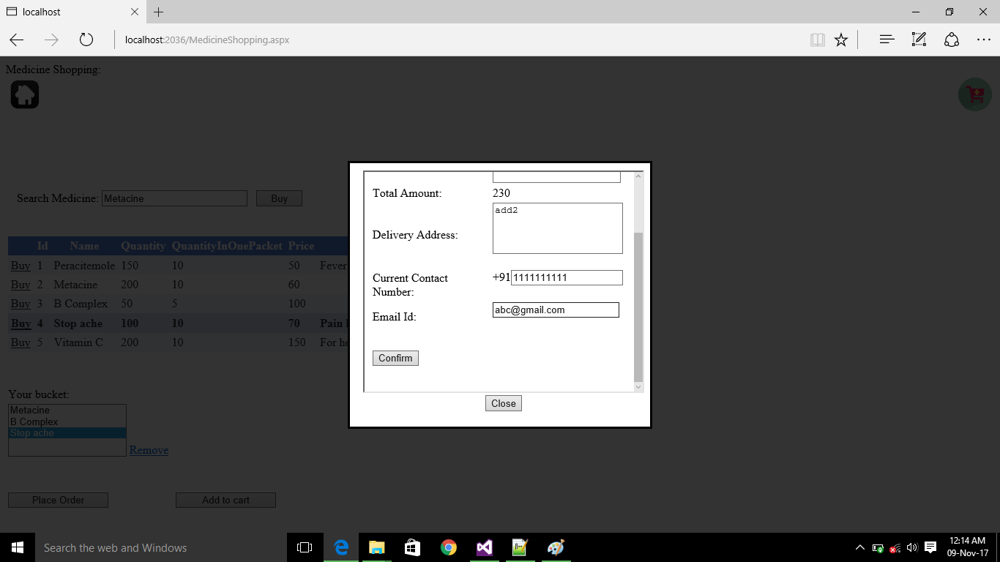 localhost
localhost:2036/MedicineShopping.aspx
Medicine Shopping:
Search Medicine: Metacine Buy
Id Name Quantity QuantityInOnePacket Price
Buy 1 Peracitemole 150 10 50 Fever
Buy 2 Metacine 200 10 60
Buy 3 B Complex 50 5 100
Buy 4 Stop ache 100 10 70 Pain
Buy 5 Vitamin C 200 10 150 For
Total Amount: 230
Delivery Address: add2
Current Contact
Number: +91 1111111111
Email Id: abc@gmail.com
Confirm
Close
Your bucket:
Metacine
B Complex
Stop ache
Remove
Place Order Add to cart
Search the web and Windows
12:14 AM
09-Nov-17